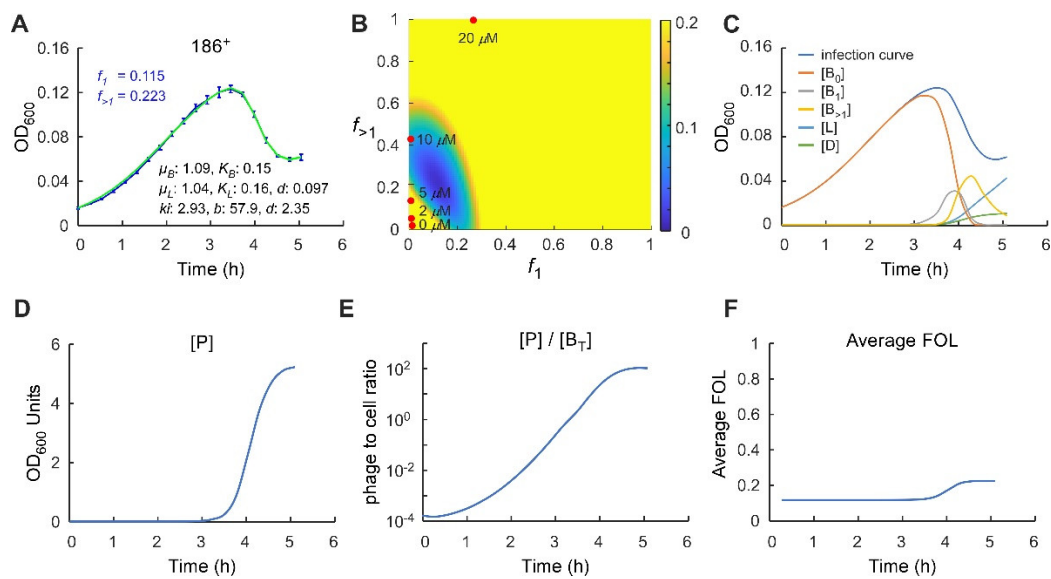 A
186⁺
f₁ = 0.115
f>₁ = 0.223
μB: 1.09, KB: 0.15
μL: 1.04, KL: 0.16, d: 0.097
ki: 2.93, b: 57.9, d: 2.35
OD₆₀₀
0.16
0.12
0.08
0.04
0
0 1 2 3 4 5 6
Time (h)
B
f>₁
1
0.8
0.6
0.4
0.2
0
20 μM
10 μM
5 μM
2 μM
0 μM
0 0.2 0.4 0.6 0.8 1
f₁
0.2
0.1
0
C
OD₆₀₀
0.16
0.12
0.08
0.04
0.00
infection curve
[B₀]
[B₁]
[B>₁]
[L]
[D]
0 1 2 3 4 5 6
Time (h)
D
[P]
OD₆₀₀ Units
6
4
2
0
0 1 2 3 4 5 6
Time (h)
E
[P] / [BT]
phage to cell ratio
10²
10⁰
10⁻²
10⁻⁴
0 1 2 3 4 5 6
Time (h)
F
Average FOL
Average FOL
1
0.8
0.6
0.4
0.2
0
0 1 2 3 4 5 6
Time (h)